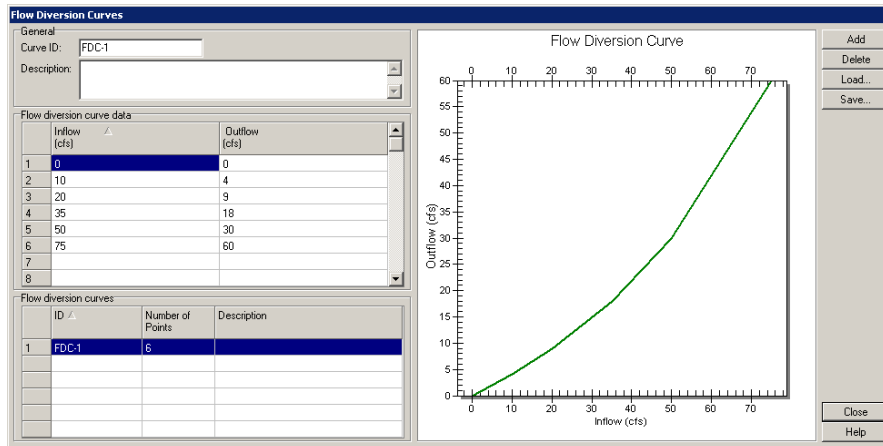 Flow Diversion Curves
General
Curve ID: FDC-1
Description:
Flow diversion curve data
Inflow (cfs) Outflow (cfs)
1 0 0
2 10 4
3 20 9
4 35 18
5 50 30
6 75 60
7
8
Flow diversion curves
ID Number of Points Description
1 FDC-1 6
Flow Diversion Curve
0 10 20 30 40 50 60 70
60
55
50
45
40
35
30
25
20
15
10
5
0
Outflow (cfs)
0 10 20 30 40 50 60 70
Inflow (cfs)
Add
Delete
Load...
Save...
Close
Help